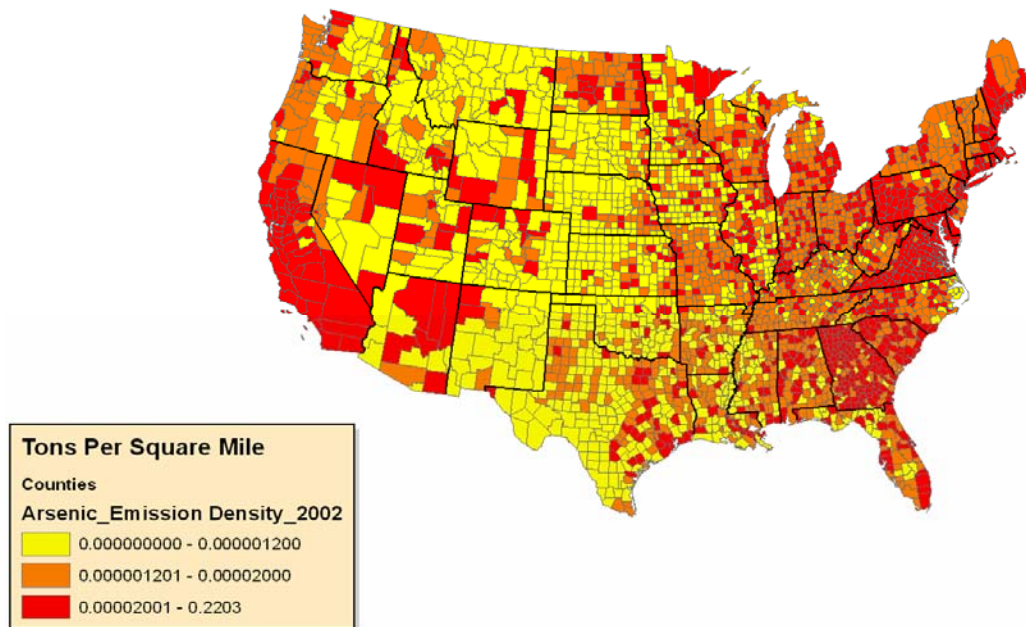 Tons Per Square Mile
Counties
Arsenic_Emission Density_2002
0.000000000 - 0.000001200
0.000001201 - 0.00002000
0.00002001 - 0.2203